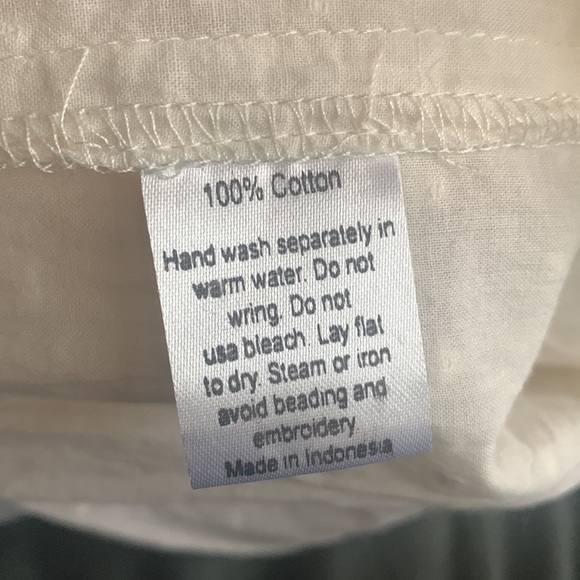 100% Cotton
Hand wash separately in
warm water. Do not
wring. Do not
usa bleach. Lay flat
to dry. Steam or iron
avoid beading and
embroidery
Made in Indonesia